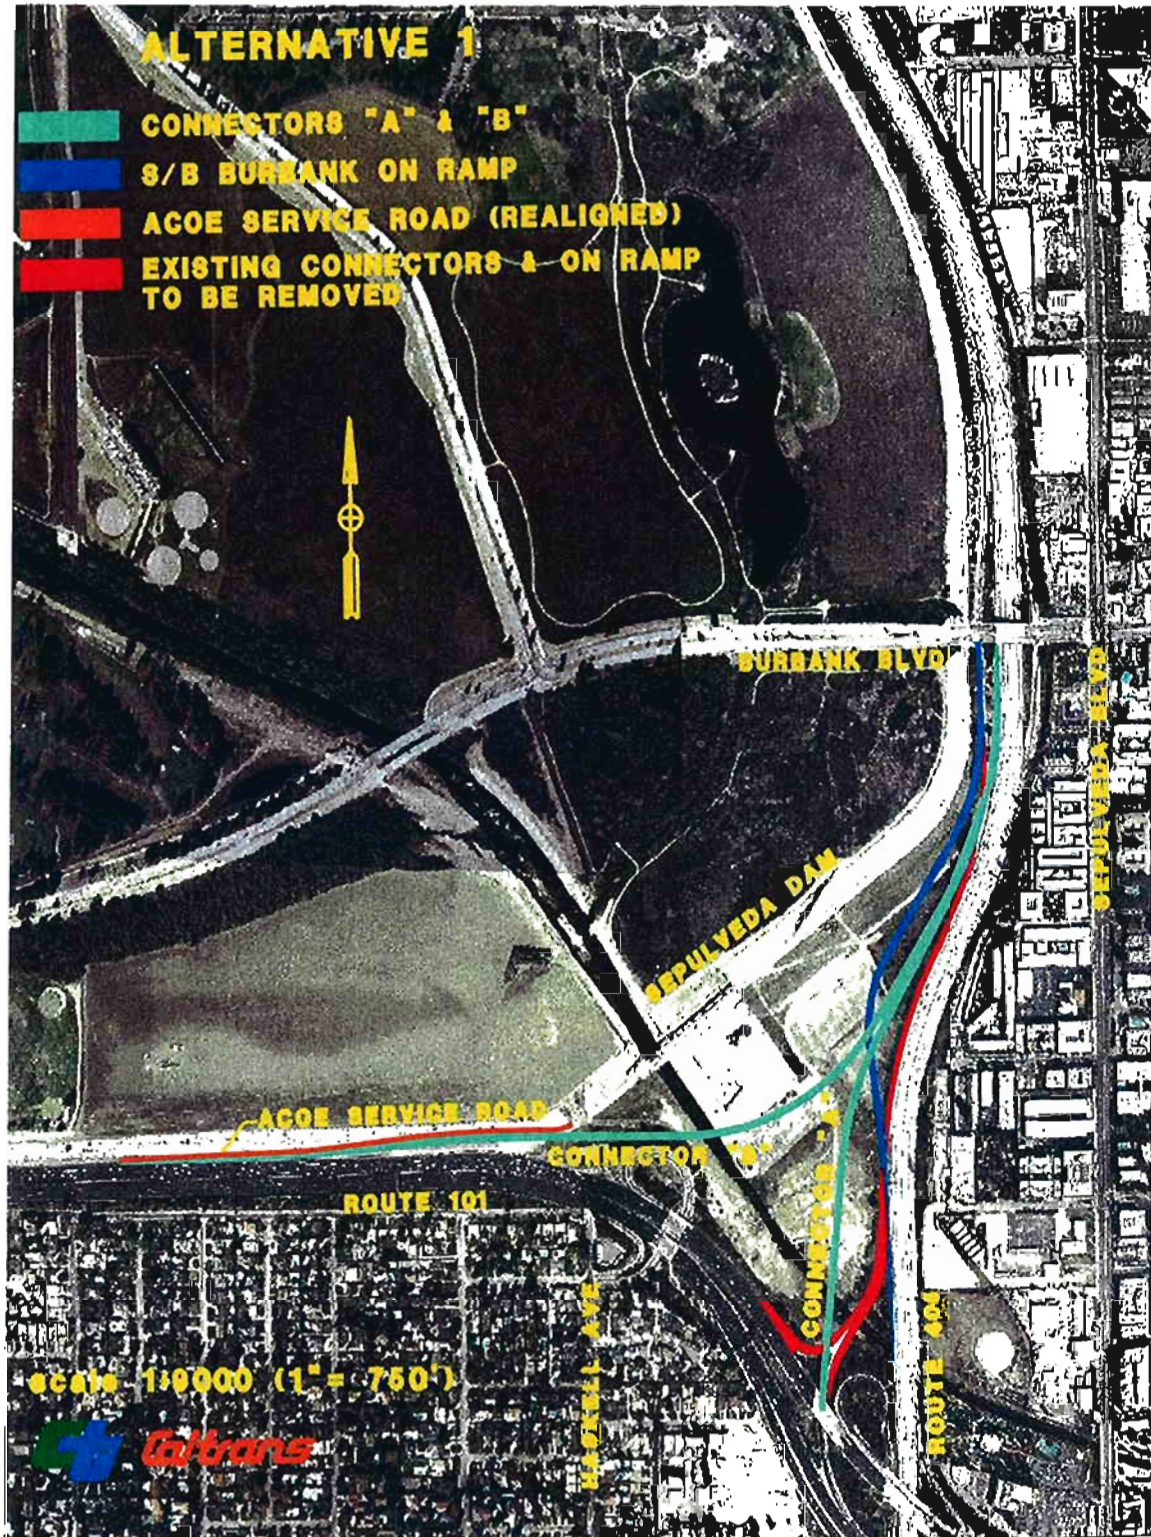 ALTERNATIVE 1
CONNECTORS "A" & "B"
S/B BURBANK ON RAMP
ACOE SERVICE ROAD (REALIGNED)
EXISTING CONNECTORS & ON RAMP
TO BE REMOVED
BURBANK BLVD
SEPULVEDA BLVD
SEPULVEDA DAM
ACOE SERVICE ROAD
CONNECTOR "B"
CONNECTOR "A"
ROUTE 101
HASKELL AVE
ROUTE 405
scale 1:9000 (1"= 750')
Caltrans